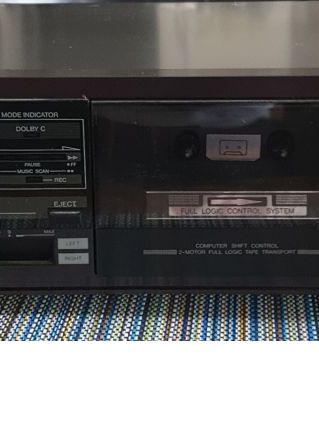 MODE INDICATOR
DOLBY C
PAUSE FF
MUSIC SCAN
REC
EJECT
FULL LOGIC CONTROL SYSTEM
MAX
LEFT
RIGHT
COMPUTER SHIFT CONTROL
2-MOTOR FULL LOGIC TAPE TRANSPORT